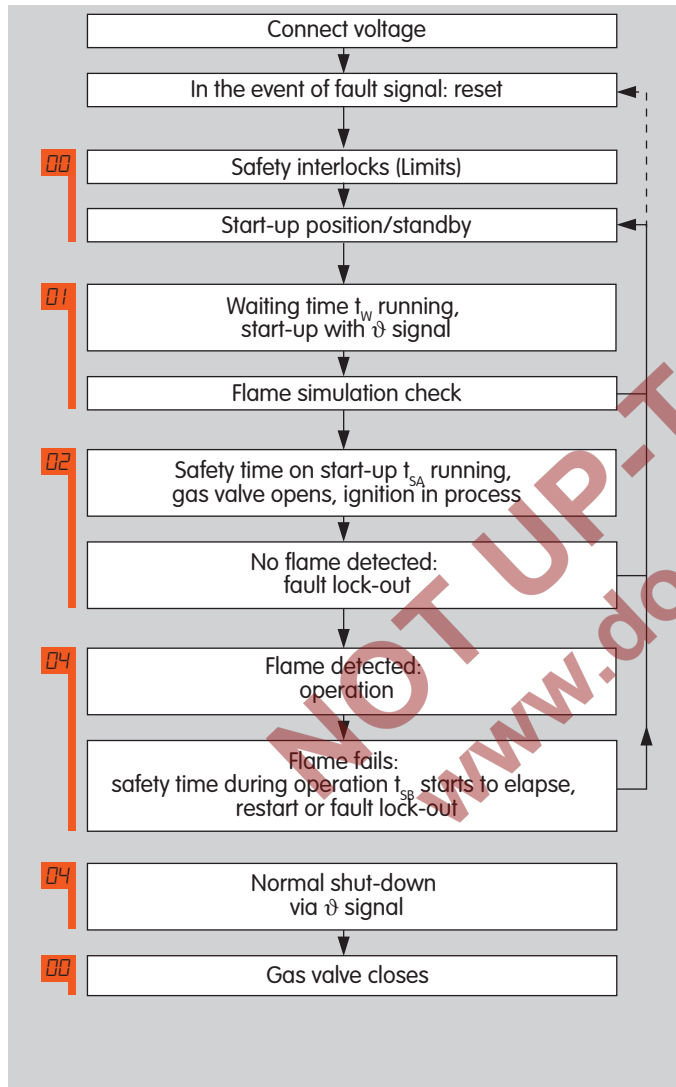 Connect voltage
In the event of fault signal: reset
00
Safety interlocks (Limits)
Start-up position/standby
01
Waiting time tW running,
start-up with ϑ signal
Flame simulation check
02
Safety time on start-up tSA running,
gas valve opens, ignition in process
No flame detected:
fault lock-out
04
Flame detected:
operation
Flame fails:
safety time during operation tSB starts to elapse,
restart or fault lock-out
04
Normal shut-down
via ϑ signal
00
Gas valve closes
NOT UP-T
www.do